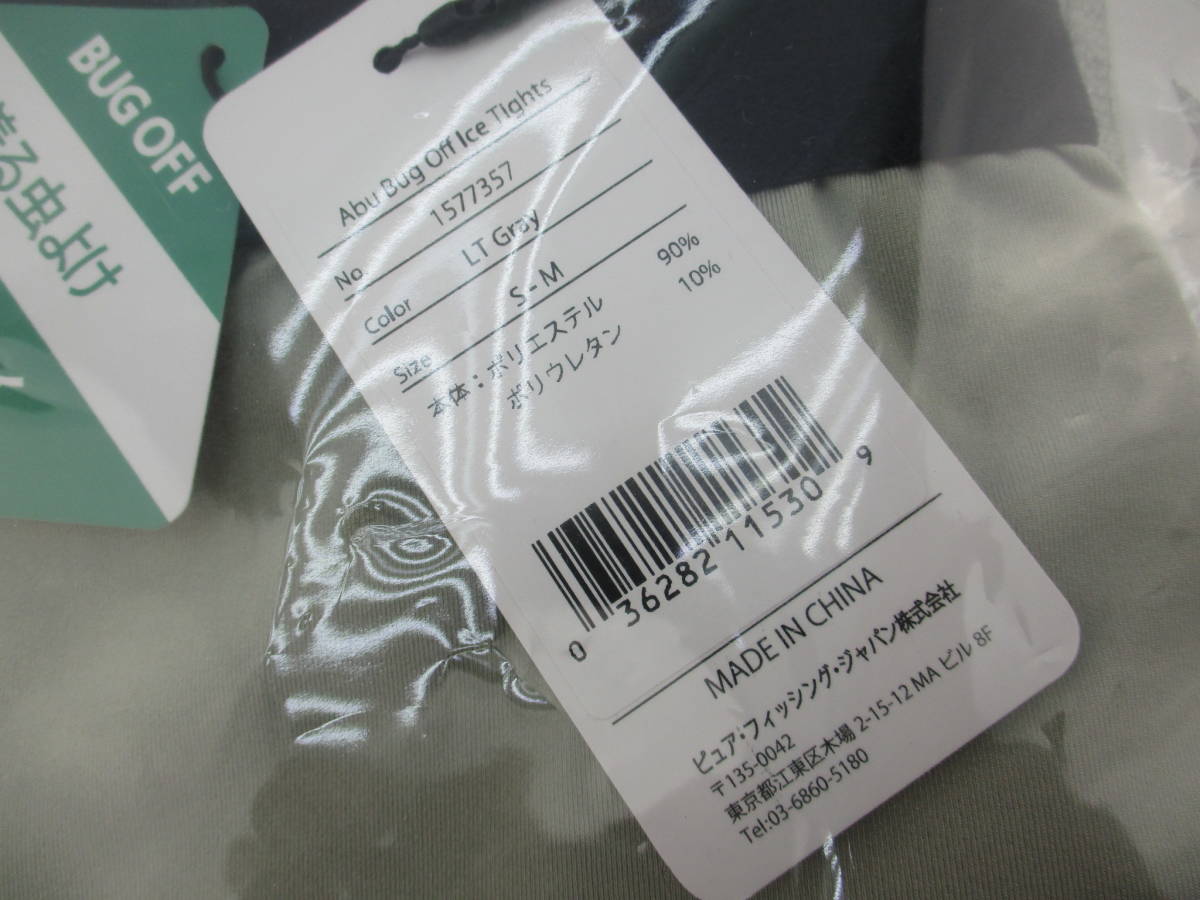 BUG OFF
着る虫よけ
Abu Bug Off Ice Tights
No. 1577357
Color LT Gray
Size S-M
本体：ポリエステル 90%
ポリウレタン 10%
0 36282 11530 9
MADE IN CHINA
ピュア・フィッシング・ジャパン株式会社
〒135-0042
東京都江東区木場 2-15-12 MA ビル 8F
Tel:03-6860-5180